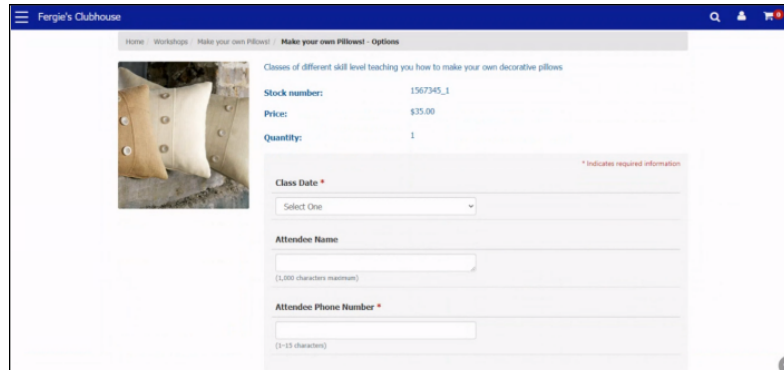 Fergie's Clubhouse
0
Home / Workshops / Make your own Pillows! / Make your own Pillows! - Options
Classes of different skill level teaching you how to make your own decorative pillows
Stock number: 1567345_1
Price: $35.00
Quantity: 1
* Indicates required information
Class Date *
Select One
Attendee Name
(1,000 characters maximum)
Attendee Phone Number *
(1-15 characters)